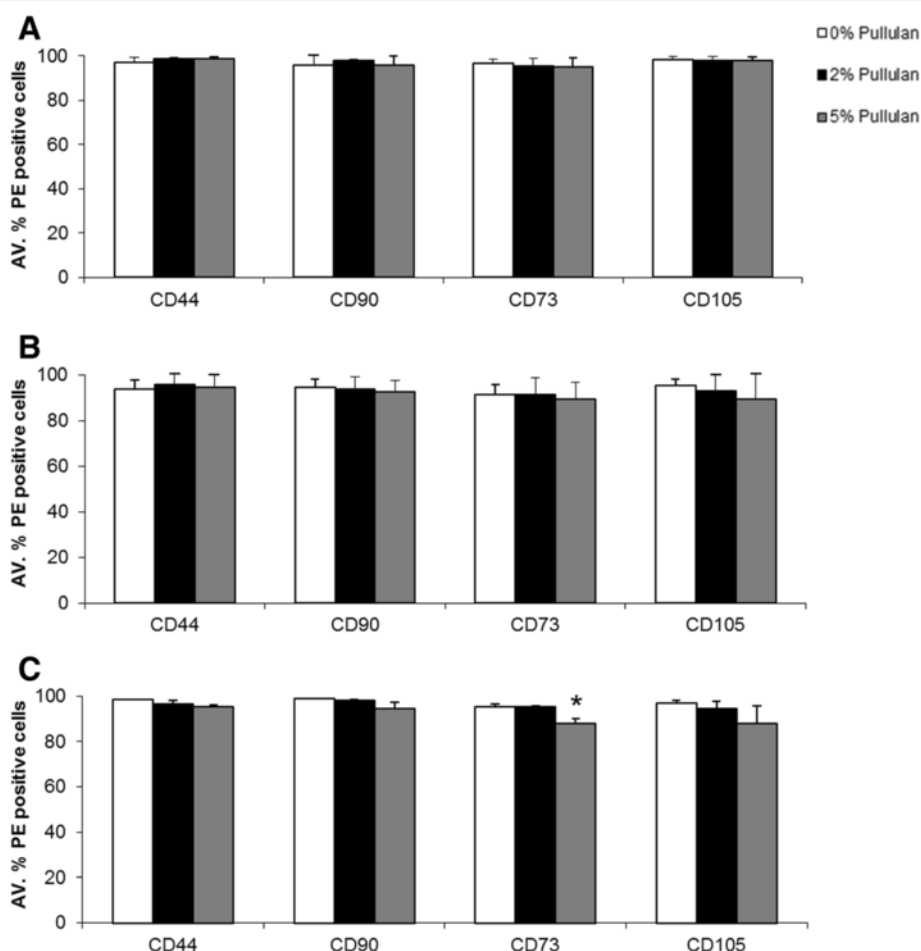 A
0% Pullulan
2% Pullulan
5% Pullulan
AV. % PE positive cells
100
80
60
40
20
0
CD44 CD90 CD73 CD105
B
AV. % PE positive cells
100
80
60
40
20
0
CD44 CD90 CD73 CD105
C
AV. % PE positive cells
100
80
60
40
20
0
*
CD44 CD90 CD73 CD105